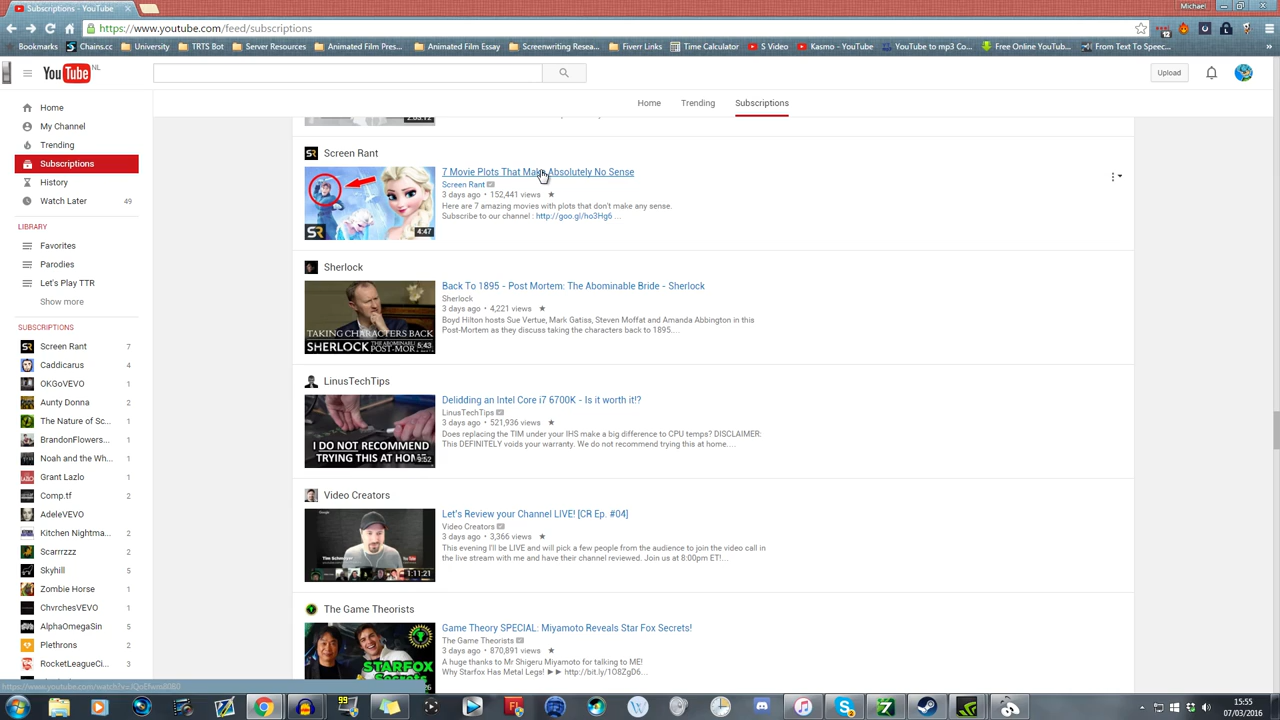 Subscriptions - YouTube
Michael
https://www.youtube.com/feed/subscriptions
Bookmarks
Chains.cc
University
TRTS Bot
Server Resources
Animated Film Pres...
Animated Film Essay
Screenwriting Resea...
Fiverr Links
Time Calculator
S Video
Kasmo - YouTube
YouTube to mp3 Co...
Free Online YouTub...
From Text To Speec...
YouTube NL
Upload
Home
Trending
Subscriptions
Home
My Channel
Trending
Subscriptions
History
Watch Later 49
LIBRARY
Favorites
Parodies
Let's Play TTR
Show more
SUBSCRIPTIONS
Screen Rant 7
Caddicarus 4
OKGoVEVO 1
Aunty Donna 2
The Nature of Sc... 1
BrandonFlowers... 1
Noah and the Wh... 1
Grant Lazlo 1
Comp.tf 2
AdeleVEVO
Kitchen Nightma... 2
Scarrrzzz 2
Skyhill 5
Zombie Horse 1
ChvrchesVEVO 1
AlphaOmegaSin 5
Plethrons 2
RocketLeagueCi... 3
Screen Rant
7 Movie Plots That Make Absolutely No Sense
Screen Rant
3 days ago • 152,441 views
Here are 7 amazing movies with plots that don't make any sense.
Subscribe to our channel : http://goo.gl/ho3Hg6 ...
SR
4:47
Sherlock
Back To 1895 - Post Mortem: The Abominable Bride - Sherlock
Sherlock
3 days ago • 4,221 views
Boyd Hilton hosts Sue Vertue, Mark Gatiss, Steven Moffat and Amanda Abbington in this
Post-Mortem as they discuss taking the characters back to 1895....
TAKING CHARACTERS BACK
SHERLOCK
5:43
LinusTechTips
Delidding an Intel Core i7 6700K - Is it worth it!?
LinusTechTips
3 days ago • 521,936 views
Does replacing the TIM under your IHS make a big difference to CPU temps? DISCLAIMER:
This DEFINITELY voids your warranty. We do not recommend trying this at home....
I DO NOT RECOMMEND
TRYING THIS AT HOME
9:52
Video Creators
Let's Review your Channel LIVE! [CR Ep. #04]
Video Creators
3 days ago • 3,366 views
This evening I'll be LIVE and will pick a few people from the audience to join the video call in
the live stream with me and have their channel reviewed. Join us at 8:00pm ET!...
1:11:21
The Game Theorists
Game Theory SPECIAL: Miyamoto Reveals Star Fox Secrets!
The Game Theorists
3 days ago • 870,891 views
A huge thanks to Mr Shigeru Miyamoto for talking to ME!
Why Starfox Has Metal Legs! ►► http://bit.ly/1O8ZgD6...
STARFOX
15:55
07/03/2016